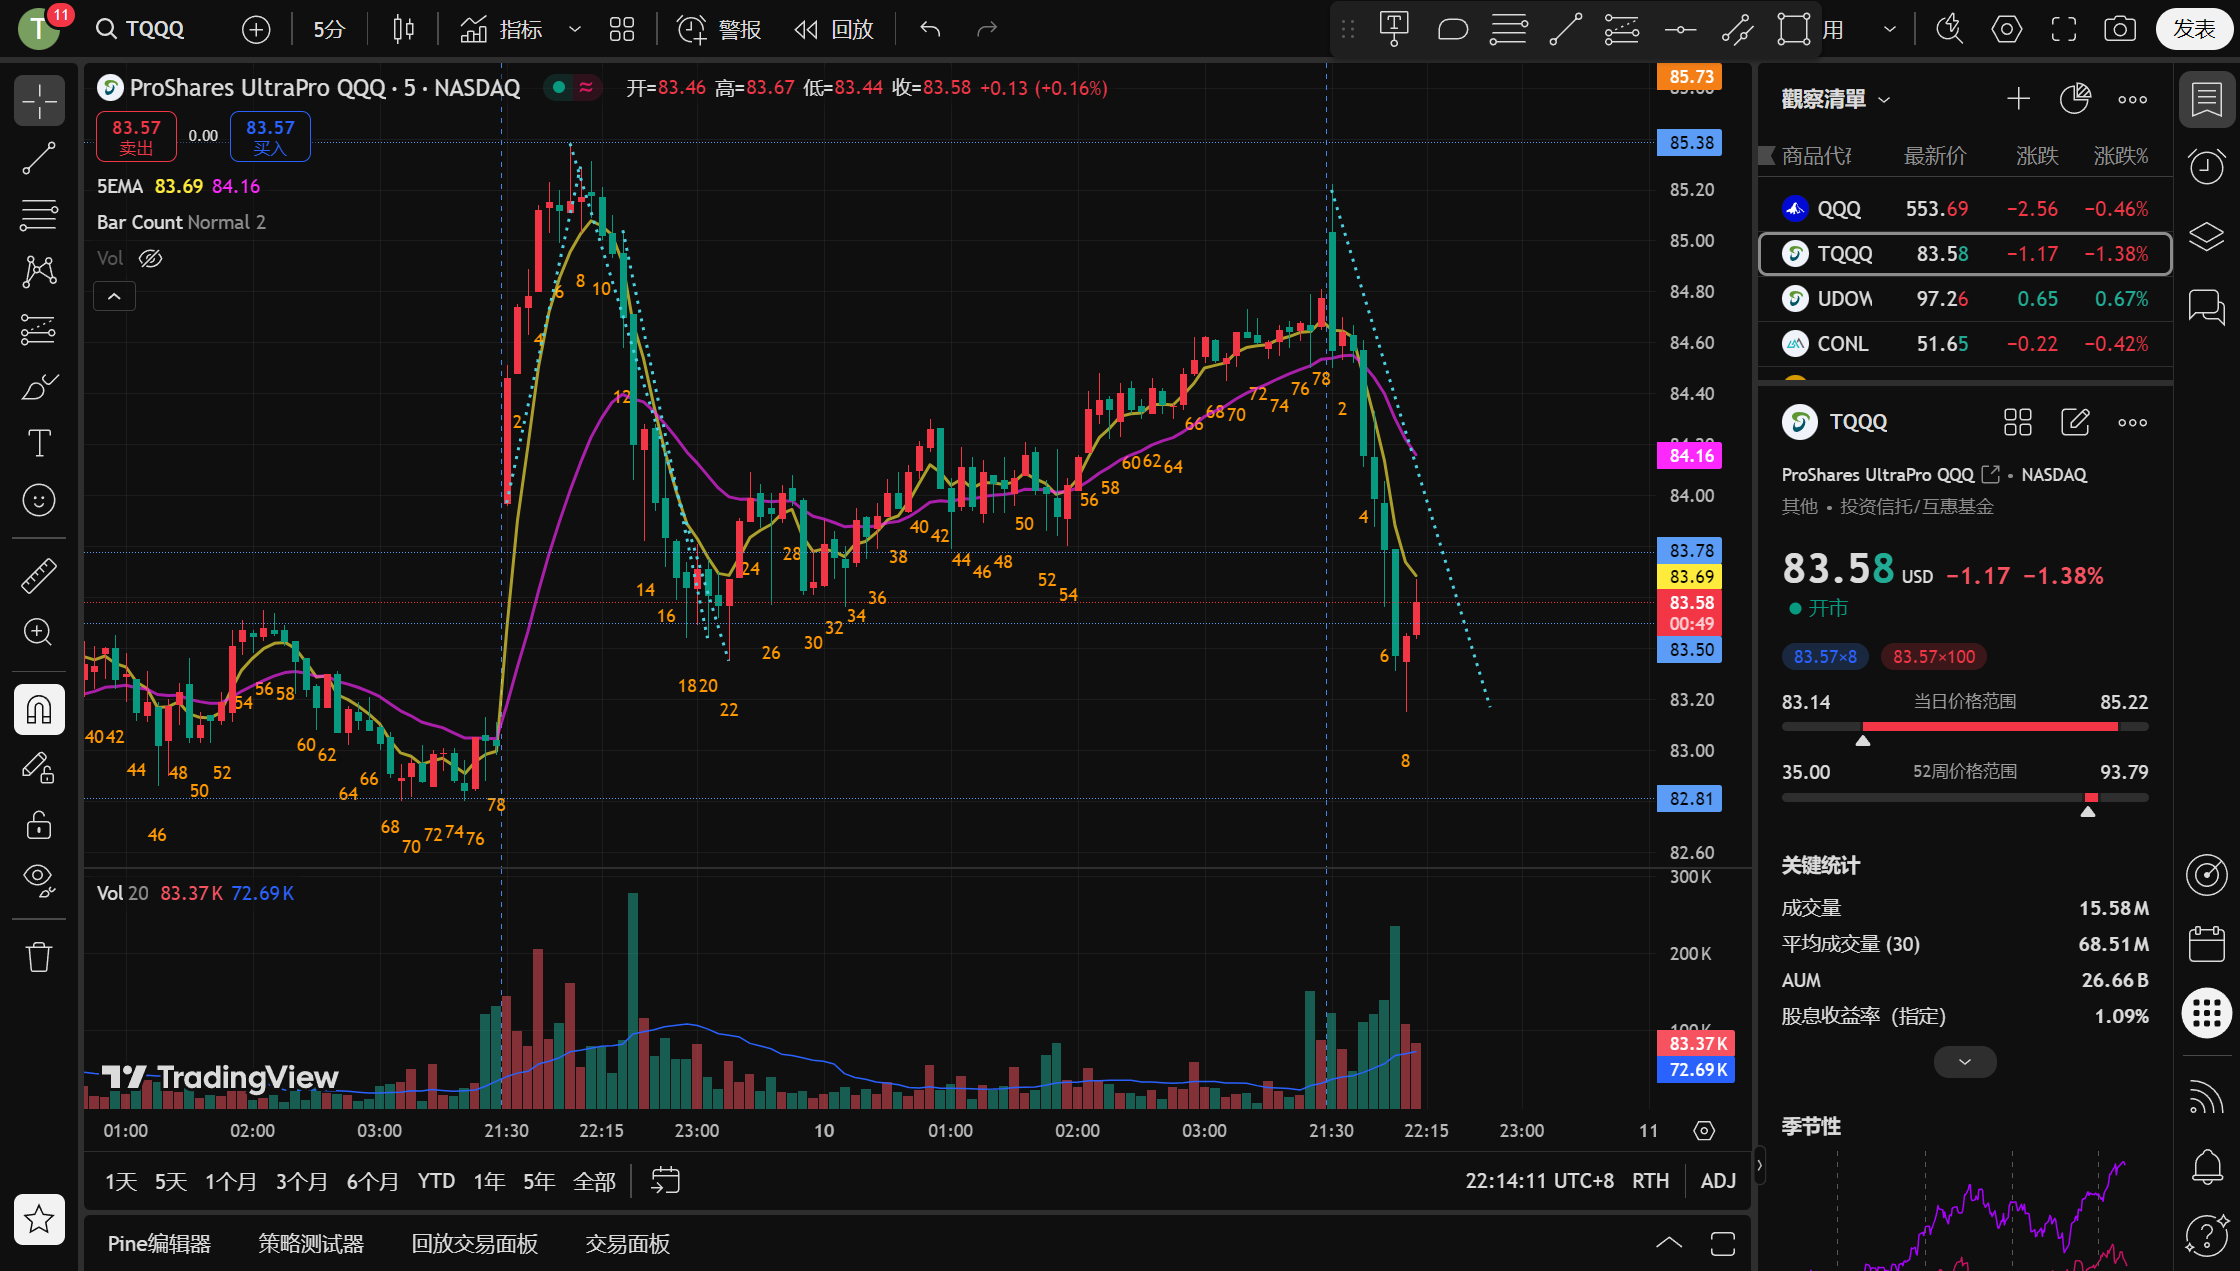 T 11 TQQQ 5分 指标 警报 回放 用 发表
ProShares UltraPro QQQ · 5 · NASDAQ 开=83.46 高=83.67 低=83.44 收=83.58 +0.13 (+0.16%)
83.57 卖出 0.00 83.57 买入
5EMA 83.69 84.16
Bar Count Normal 2
Vol
85.73
85.38
85.20
85.00
84.80
84.60
84.40
84.16
84.00
83.78
83.69
83.58
00:49
83.50
83.20
83.00
82.81
82.60
40 42 44 46 48 50 52 54 56 58 60 62 64 66 68 70 72 74 76 78
2 4 6 8 10 12 14 16 18 20 22 24 26 28 30 32 34 36 38 40 42 44 46 48 50 52 54 56 58 60 62 64 66 68 70 72 74 76 78
2 4 6 8
Vol 20 83.37 K 72.69 K
300 K
200 K
100 K
83.37 K
72.69 K
TradingView
01:00 02:00 03:00 21:30 22:15 23:00 10 01:00 02:00 03:00 21:30 22:15 23:00 11
1天 5天 1个月 3个月 6个月 YTD 1年 5年 全部 22:14:11 UTC+8 RTH ADJ
Pine编辑器 策略测试器 回放交易面板 交易面板
觀察清單
商品代 最新价 涨跌 涨跌%
QQQ 553.69 −2.56 −0.46%
TQQQ 83.58 −1.17 −1.38%
UDOW 97.26 0.65 0.67%
CONL 51.65 −0.22 −0.42%
TQQQ
ProShares UltraPro QQQ • NASDAQ
其他 • 投资信托/互惠基金
83.58 USD −1.17 −1.38%
开市
83.57×8 83.57×100
83.14 当日价格范围 85.22
35.00 52周价格范围 93.79
关键统计
成交量 15.58 M
平均成交量 (30) 68.51 M
AUM 26.66 B
股息收益率 (指定) 1.09%
季节性